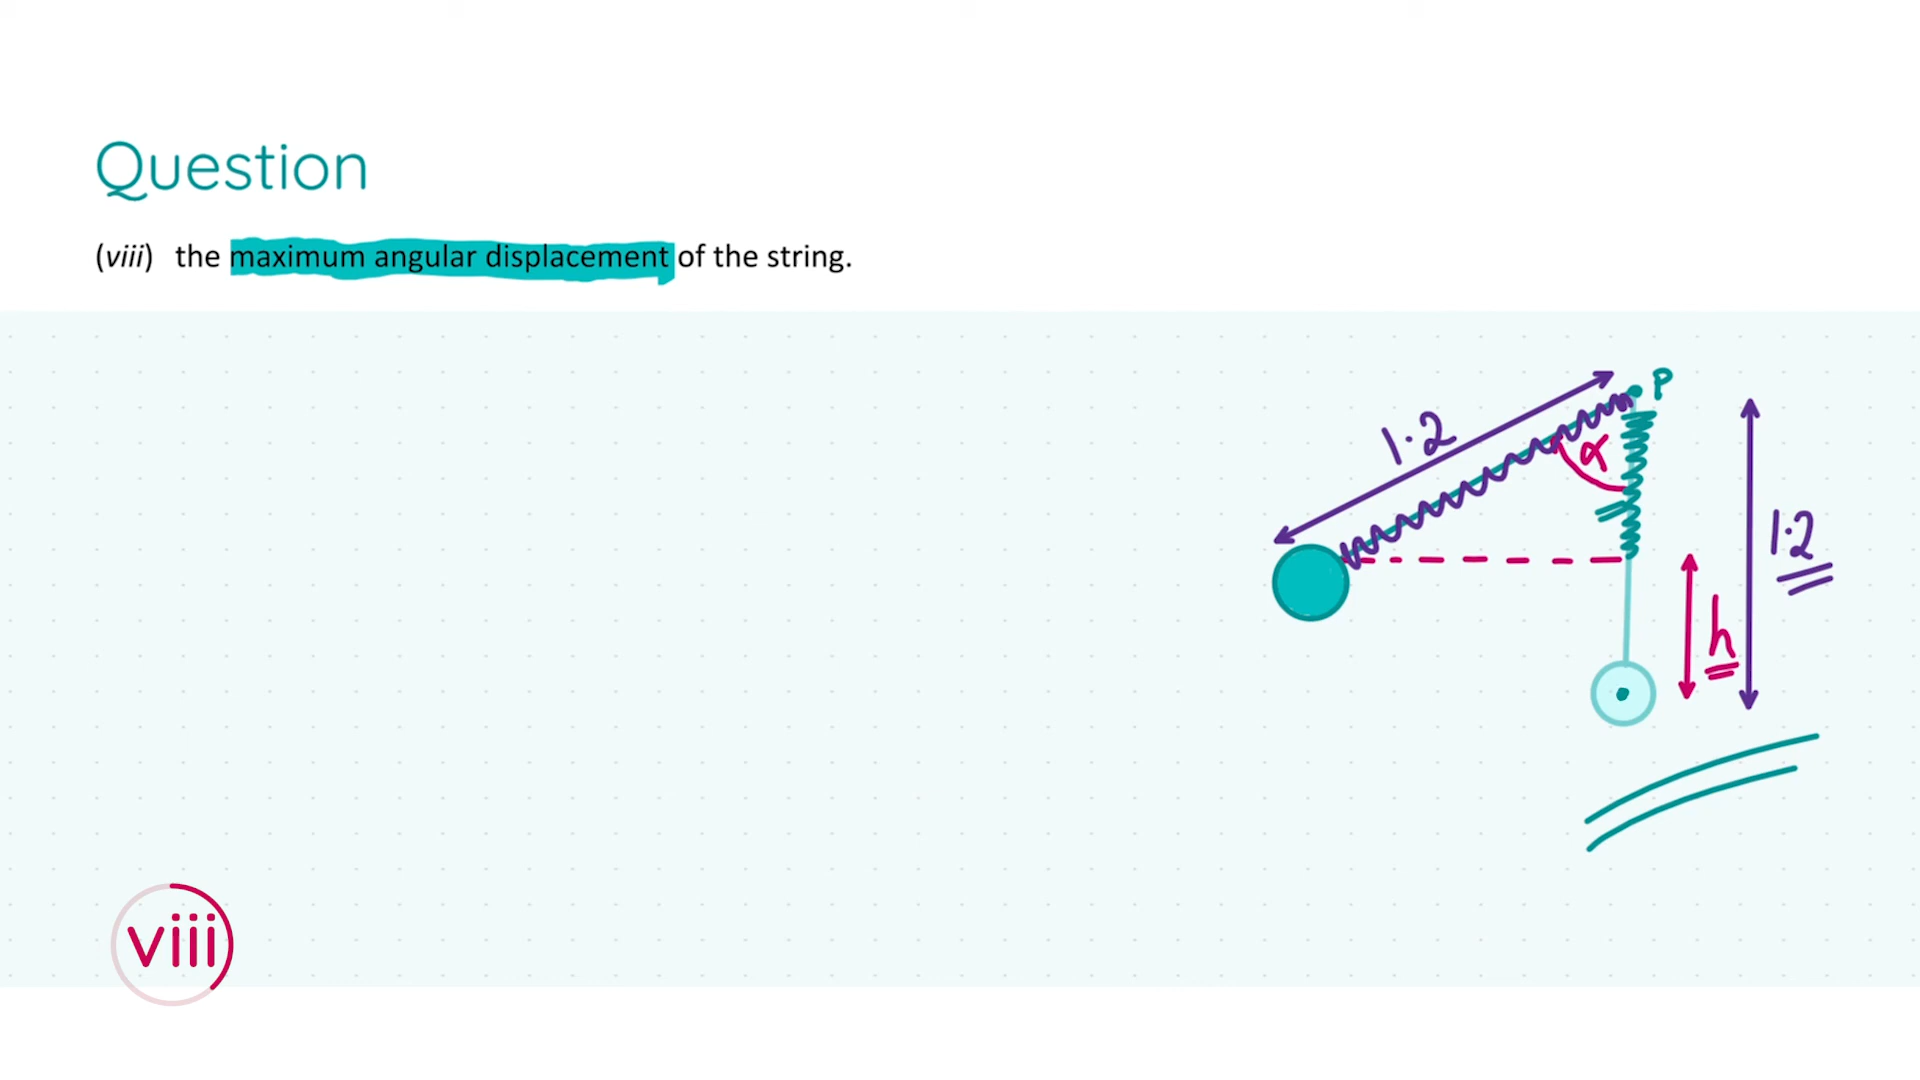 Question
(viii) the maximum angular displacement of the string.
P
1.2
α
1.2
h
viii